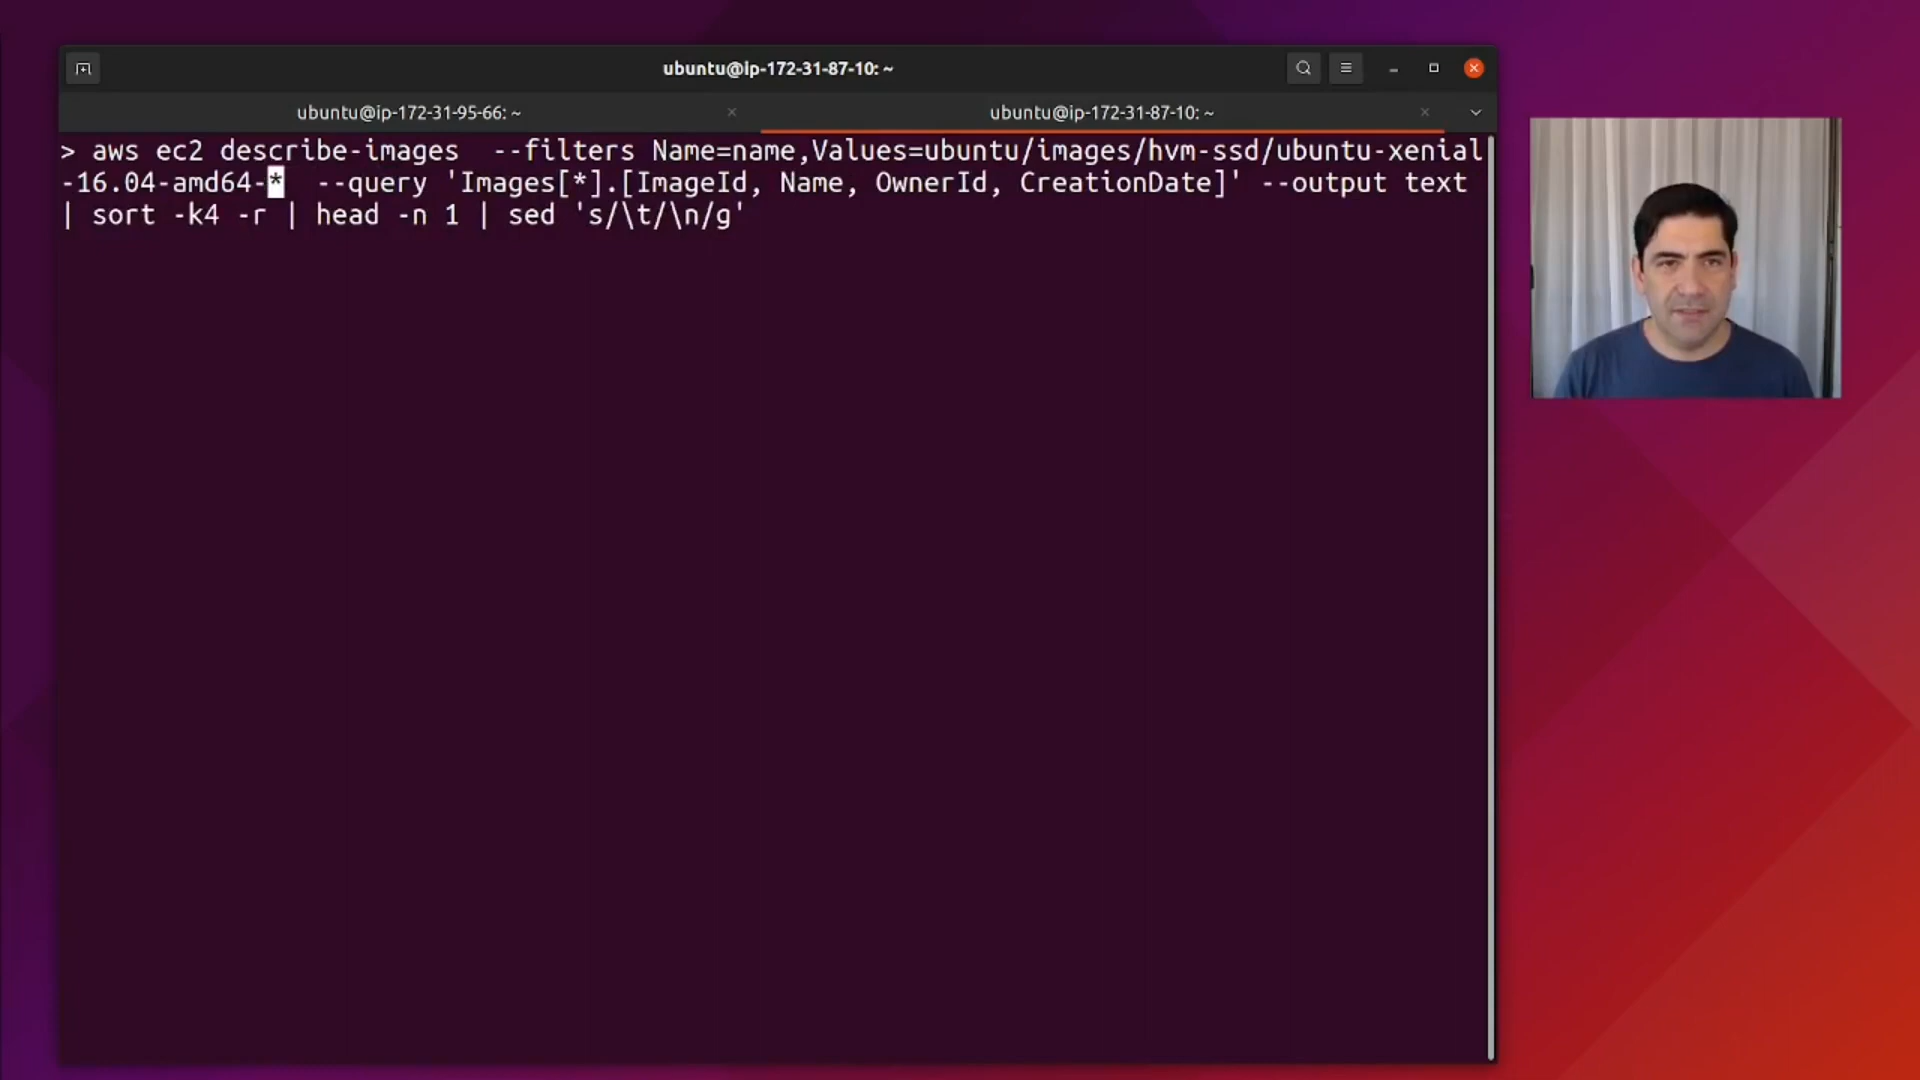 ubuntu@ip-172-31-87-10: ~
ubuntu@ip-172-31-95-66: ~
ubuntu@ip-172-31-87-10: ~
> aws ec2 describe-images  --filters Name=name,Values=ubuntu/images/hvm-ssd/ubuntu-xenial
-16.04-amd64-*  --query 'Images[*].[ImageId, Name, OwnerId, CreationDate]' --output text
| sort -k4 -r | head -n 1 | sed 's/\t/\n/g'